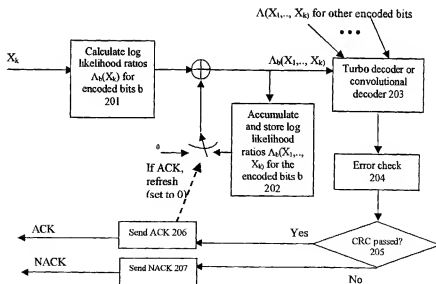 Λ(X₁,.., Xₖ) for other encoded bits
• • •
Xₖ
Calculate log
likelihood ratios
Λb(Xₖ) for
encoded bits b
201
Λb(X₁,.., Xₖ)
Turbo decoder or
convolutional
decoder 203
Accumulate
and store log
likelihood
ratios Λb(X₁,..,
Xₖ) for the
encoded bits b
202
0
If ACK,
refresh
(set to 0)
Error check
204
ACK
Send ACK 206
Yes
CRC passed?
205
NACK
Send NACK 207
No